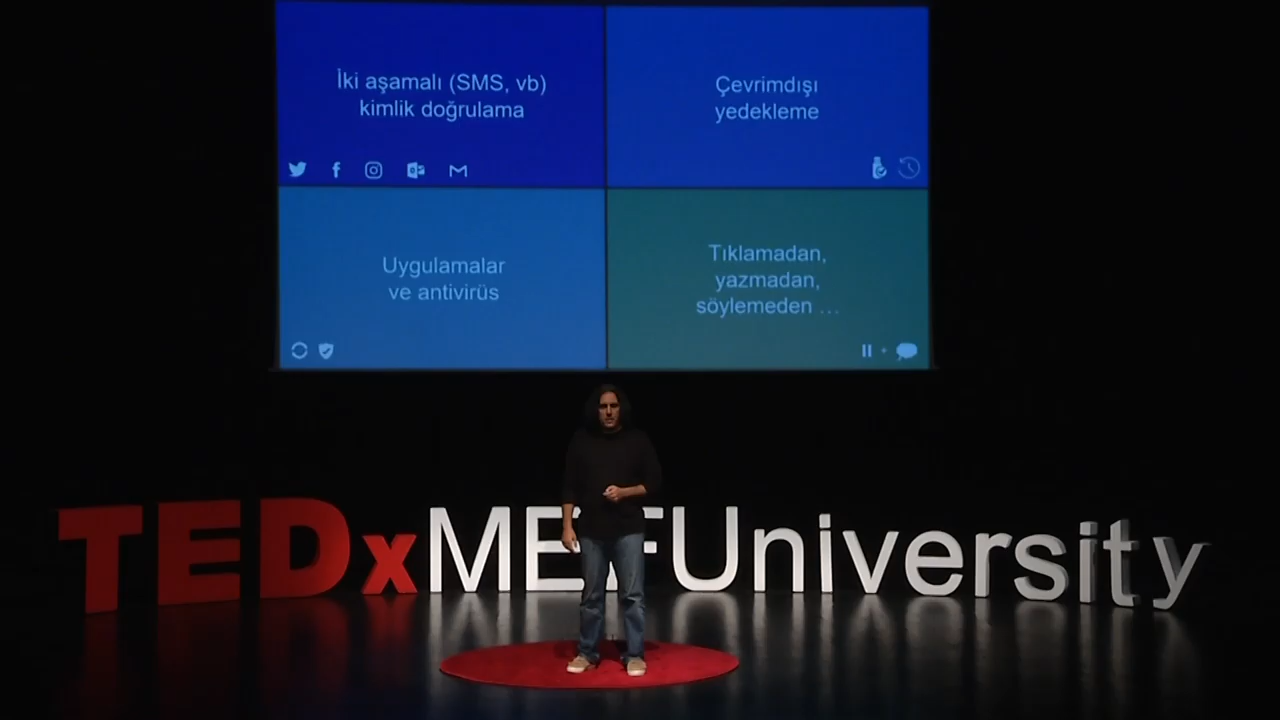 İki aşamalı (SMS, vb)
kimlik doğrulama
Çevrimdışı
yedekleme
Uygulamalar
ve antivirüs
Tıklamadan,
yazmadan,
söylemeden …
TEDxMEFUniversity